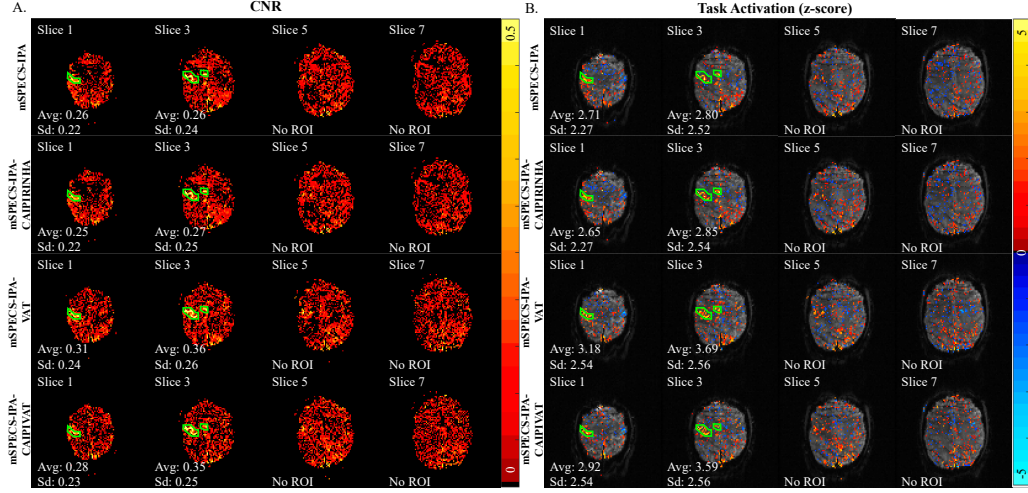 A.
CNR
B.
Task Activation (z-score)
mSPECS-IPA
Slice 1
Slice 3
Slice 5
Slice 7
Avg: 0.26
Sd: 0.22
Avg: 0.26
Sd: 0.24
No ROI
No ROI
mSPECS-IPA-
CAIPIRINHA
Slice 1
Slice 3
Slice 5
Slice 7
Avg: 0.25
Sd: 0.22
Avg: 0.27
Sd: 0.25
No ROI
No ROI
mSPECS-IPA-
VAT
Slice 1
Slice 3
Slice 5
Slice 7
Avg: 0.31
Sd: 0.24
Avg: 0.36
Sd: 0.26
No ROI
No ROI
mSPECS-IPA-
CAIPIVAT
Slice 1
Slice 3
Slice 5
Slice 7
Avg: 0.28
Sd: 0.23
Avg: 0.35
Sd: 0.25
No ROI
No ROI
0.5
0
mSPECS-IPA
Slice 1
Slice 3
Slice 5
Slice 7
Avg: 2.71
Sd: 2.27
Avg: 2.80
Sd: 2.52
No ROI
No ROI
mSPECS-IPA-
CAIPIRINHA
Slice 1
Slice 3
Slice 5
Slice 7
Avg: 2.65
Sd: 2.27
Avg: 2.85
Sd: 2.54
No ROI
No ROI
mSPECS-IPA-
VAT
Slice 1
Slice 3
Slice 5
Slice 7
Avg: 3.18
Sd: 2.54
Avg: 3.69
Sd: 2.56
No ROI
No ROI
mSPECS-IPA-
CAIPIVAT
Slice 1
Slice 3
Slice 5
Slice 7
Avg: 2.92
Sd: 2.54
Avg: 3.59
Sd: 2.56
No ROI
No ROI
5
0
-5